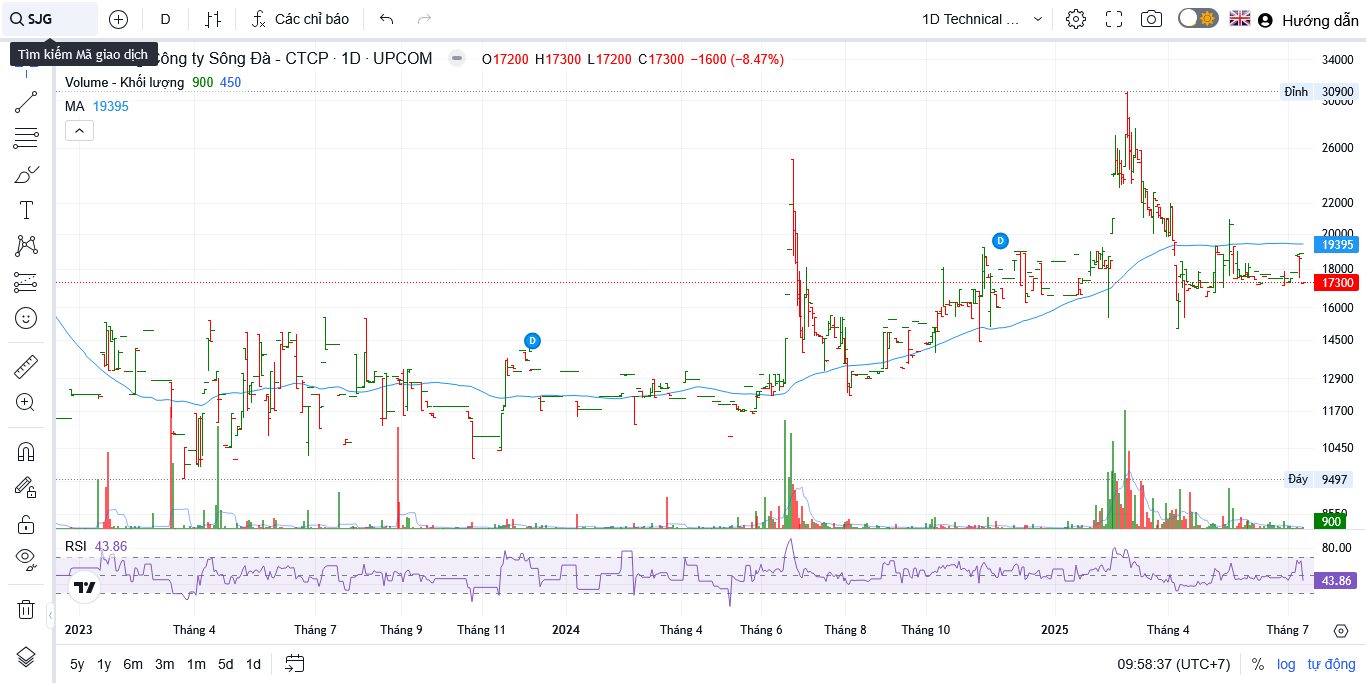 SJG
D
Các chỉ báo
1D Technical ...
Hướng dẫn
Tìm kiếm Mã giao dịch
Công ty Sông Đà - CTCP · 1D · UPCOM
O17200 H17300 L17200 C17300 −1600 (−8.47%)
Volume - Khối lượng 900 450
MA 19395
34000
Đỉnh 30900
30000
26000
22000
20000
19395
18000
17300
16000
14500
12900
11700
10450
Đáy 9497
8550
900
D
D
RSI 43.86
80.00
43.86
2023 Tháng 4 Tháng 7 Tháng 9 Tháng 11 2024 Tháng 4 Tháng 6 Tháng 8 Tháng 10 2025 Tháng 4 Tháng 7
5y 1y 6m 3m 1m 5d 1d
09:58:37 (UTC+7) % log tự động